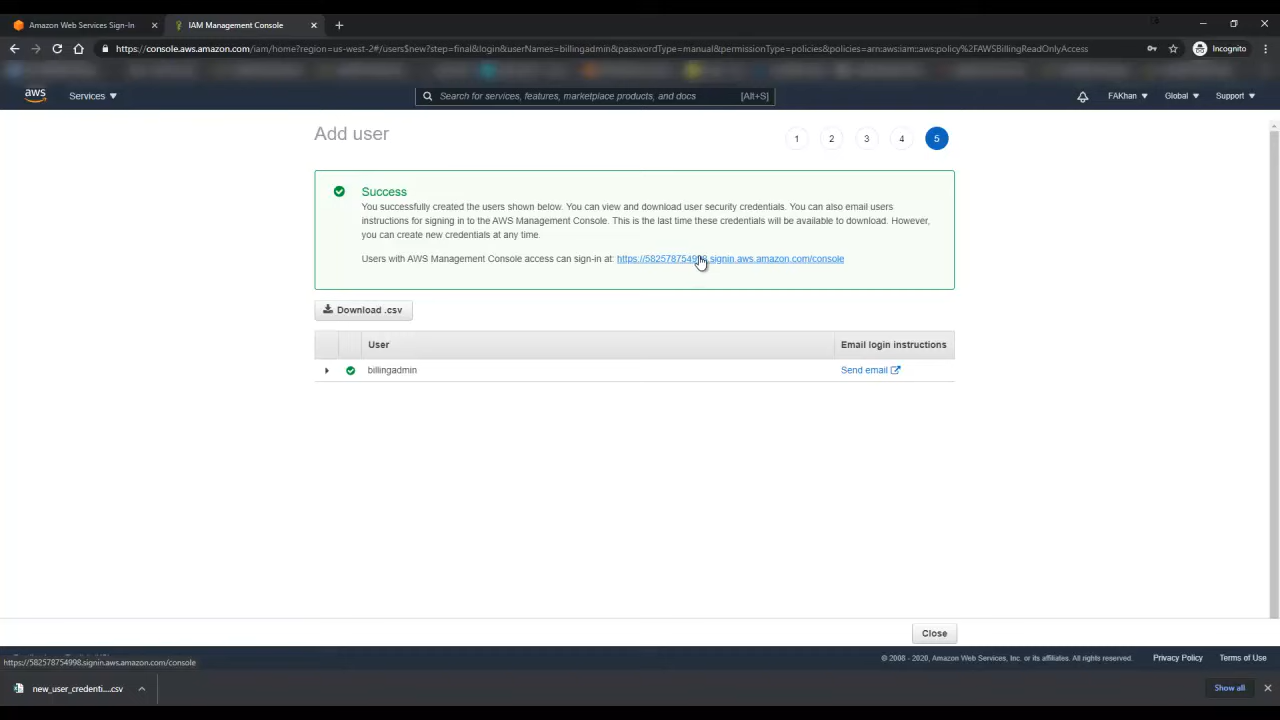 Amazon Web Services Sign-In
IAM Management Console
https://console.aws.amazon.com/iam/home?region=us-west-2#/users$new?step=final&login&userNames=billingadmin&passwordType=manual&permissionType=policies&policies=arn:aws:iam::aws:policy%2FAWSBillingReadOnlyAccess
Incognito
aws
Services
Search for services, features, marketplace products, and docs
[Alt+S]
FAKhan
Global
Support
Add user
1 2 3 4 5
Success
You successfully created the users shown below. You can view and download user security credentials. You can also email users
instructions for signing in to the AWS Management Console. This is the last time these credentials will be available to download. However,
you can create new credentials at any time.
Users with AWS Management Console access can sign-in at: https://582578754998.signin.aws.amazon.com/console
Download .csv
User
Email login instructions
billingadmin
Send email
Close
https://582578754998.signin.aws.amazon.com/console
© 2008 - 2020, Amazon Web Services, Inc. or its affiliates. All rights reserved.
Privacy Policy
Terms of Use
new_user_credenti....csv
Show all